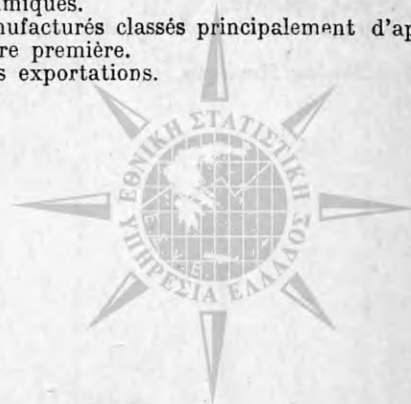 miques.
nufacturés classés principalement d'ap
re première.
s exportations.
ΕΘΝΙΚΗ ΣΤΑΤΙΣΤΙΚΗ
ΥΠΗΡΕΣΙΑ ΕΛΛΑΔΟΣ